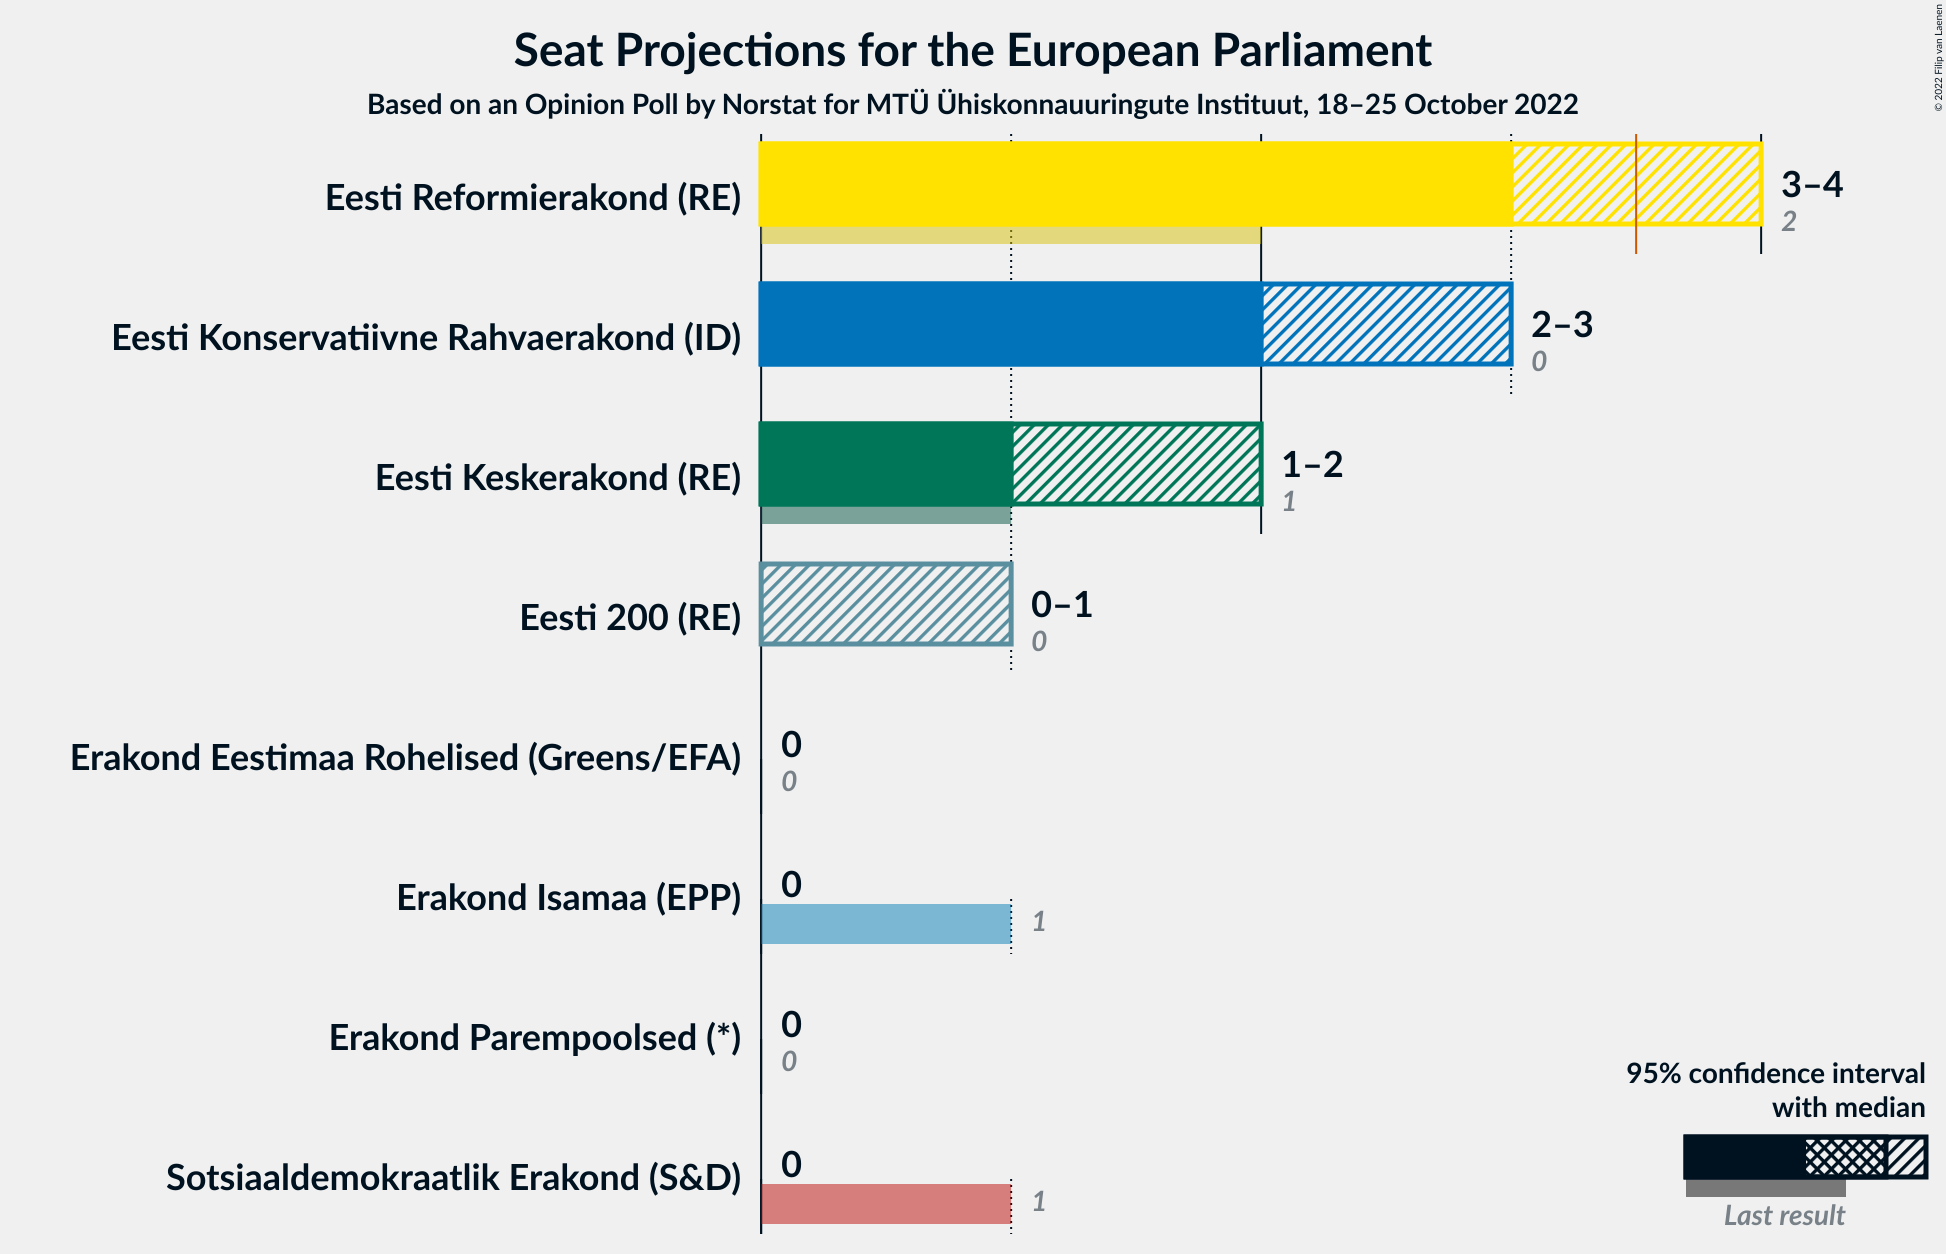 Seat Projections for the European Parliament
Based on an Opinion Poll by Norstat for MTÜ Ühiskonnauuringute Instituut, 18–25 October 2022
© 2022 Filip van Laenen
Eesti Reformierakond (RE)
3–4
2
Eesti Konservatiivne Rahvaerakond (ID)
2–3
0
Eesti Keskerakond (RE)
1–2
1
Eesti 200 (RE)
0–1
0
Erakond Eestimaa Rohelised (Greens/EFA)
0
0
Erakond Isamaa (EPP)
0
1
Erakond Parempoolsed (*)
0
0
Sotsiaaldemokraatlik Erakond (S&D)
0
1
95% confidence interval
with median
Last result